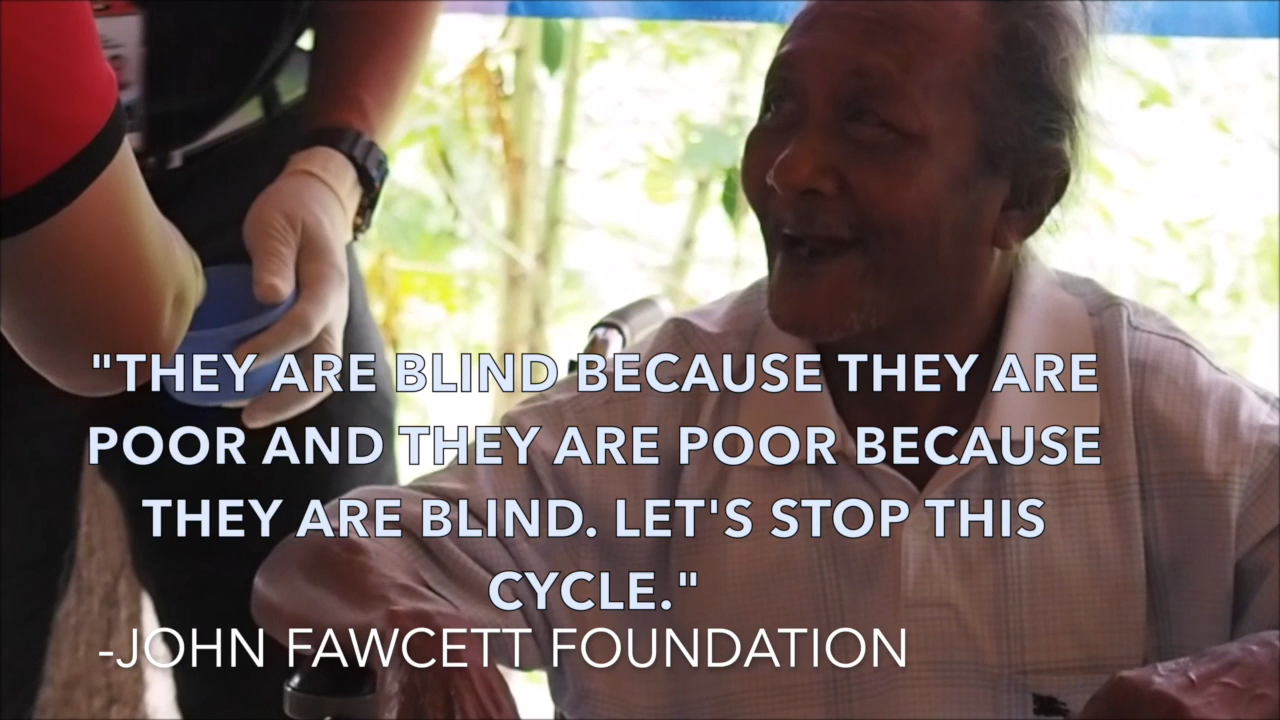 "THEY ARE BLIND BECAUSE THEY ARE
POOR AND THEY ARE POOR BECAUSE
THEY ARE BLIND. LET'S STOP THIS
CYCLE."
-JOHN FAWCETT FOUNDATION